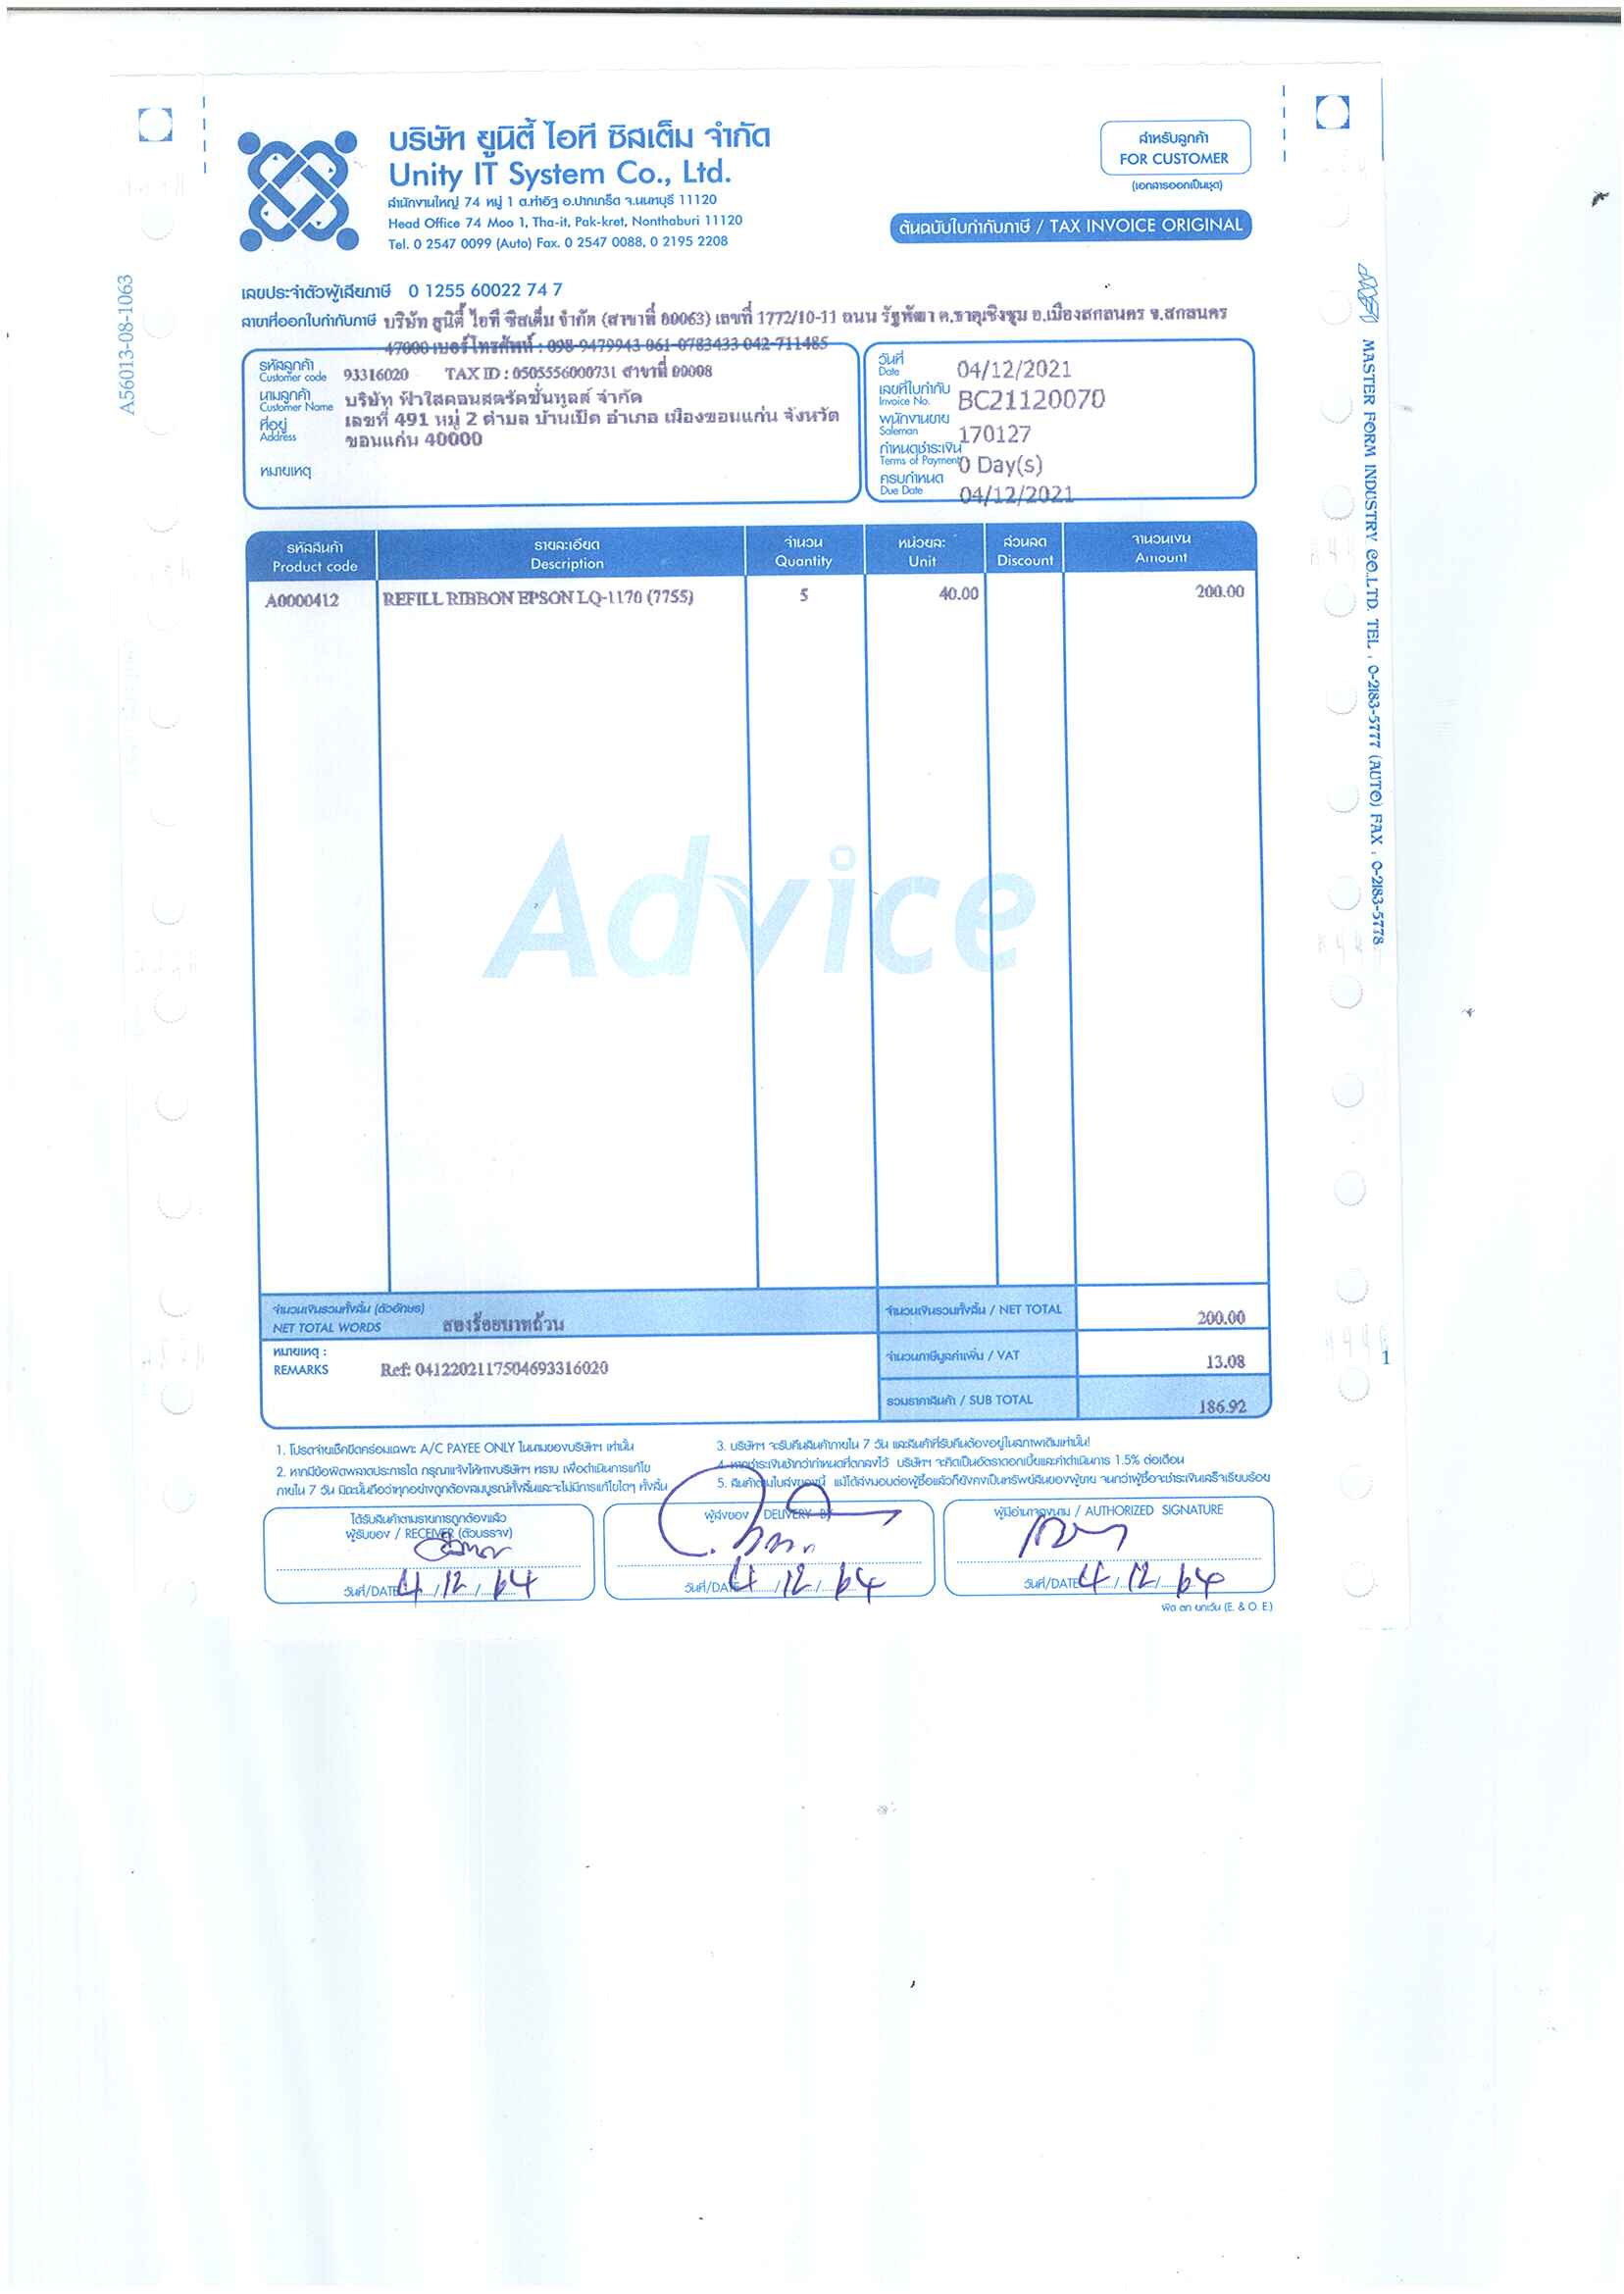 บริษัท ยูนิตี้ ไอที ซิสเต็ม จำกัด
Unity IT System Co., Ltd.
สำนักงานใหญ่ 74 หมู่ 1 ต.ท่าอิฐ อ.ปากเกร็ด จ.นนทบุรี 11120
Head Office 74 Moo 1, Tha-it, Pak-kret, Nonthaburi 11120
Tel. 0 2547 0099 (Auto) Fax. 0 2547 0088, 0 2195 2208
สำหรับลูกค้า
FOR CUSTOMER
(เอกสารออกเป็นชุด)
ต้นฉบับใบกำกับภาษี / TAX INVOICE ORIGINAL
A56013-08-1063
MASTER FORM INDUSTRY CO.,LTD. TEL . 0-2183-5777 (AUTO) FAX . 0-2183-5778
เลขประจำตัวผู้เสียภาษี 0 1255 60022 74 7
สาขาที่ออกใบกำกับภาษี บริษัท ยูนิตี้ ไอที ซิสเต็ม จำกัด (สาขาที่ 00063) เลขที่ 1772/10-11 ถนน รัฐพัฒนา ต.ธาตุเชิงชุม อ.เมืองสกลนคร จ.สกลนคร
47000 เบอร์โทรศัพท์ : 098-9479943 061-0783433 042-711485
รหัสลูกค้า
Customer code 93316020 TAX ID : 0505556000731 สาขาที่ 00008
นามลูกค้า
Customer Name บริษัท ฟ้าใสคอนสตรัคชั่นทูลส์ จำกัด
ที่อยู่
Address เลขที่ 491 หมู่ 2 ตำบล บ้านเป็ด อำเภอ เมืองขอนแก่น จังหวัด
ขอนแก่น 40000
หมายเหตุ
วันที่
Date 04/12/2021
เลขที่ใบกำกับ
Invoice No. BC21120070
พนักงานขาย
Saleman 170127
กำหนดชำระเงิน
Terms of Payment 0 Day(s)
ครบกำหนด
Due Date 04/12/2021
รหัสสินค้า รายละเอียด จำนวน หน่วยละ ส่วนลด จำนวนเงิน
Product code Description Quantity Unit Discount Amount
A0000412 REFILL RIBBON EPSON LQ-1170 (7755) 5 40.00 200.00
Advice
จำนวนเงินรวมทั้งสิ้น (ตัวอักษร)
NET TOTAL WORDS สองร้อยบาทถ้วน
จำนวนเงินรวมทั้งสิ้น / NET TOTAL 200.00
หมายเหตุ :
REMARKS Ref: 0412202117504693316020
จำนวนภาษีมูลค่าเพิ่ม / VAT 13.08
รวมราคาสินค้า / SUB TOTAL 186.92
1
1. โปรดจ่ายเช็คขีดคร่อมเฉพาะ A/C PAYEE ONLY ในนามของบริษัทฯ เท่านั้น
2. หากมีข้อผิดพลาดประการใด กรุณาแจ้งให้ทางบริษัทฯ ทราบ เพื่อดำเนินการแก้ไข
ภายใน 7 วัน มิฉะนั้นถือว่าทุกอย่างถูกต้องสมบูรณ์ทั้งสิ้นและจะไม่มีการแก้ไขใดๆ ทั้งสิ้น
3. บริษัทฯ จะรับคืนสินค้าภายใน 7 วัน และสินค้าที่รับคืนต้องอยู่ในสภาพเดิมเท่านั้น!
4. หากชำระเงินช้ากว่ากำหนดที่ตกลงไว้ บริษัทฯ จะคิดเป็นอัตราดอกเบี้ยและค่าดำเนินการ 1.5% ต่อเดือน
5. สินค้าตามใบส่งของนี้ แม้ได้ส่งมอบต่อผู้ซื้อแล้วก็ยังคงเป็นทรัพย์สินของผู้ขาย จนกว่าผู้ซื้อจะชำระเงินเสร็จเรียบร้อย
ได้รับสินค้าตามรายการถูกต้องแล้ว
ผู้รับของ / RECEIVER (ตัวบรรจง)
วันที่/DATE 4/12/64
ผู้ส่งของ / DELIVERY BY
วันที่/DATE 4/12/64
ผู้มีอำนาจลงนาม / AUTHORIZED SIGNATURE
วันที่/DATE 4/12/64
ผิด ตก ยกเว้น (E. & O. E.)